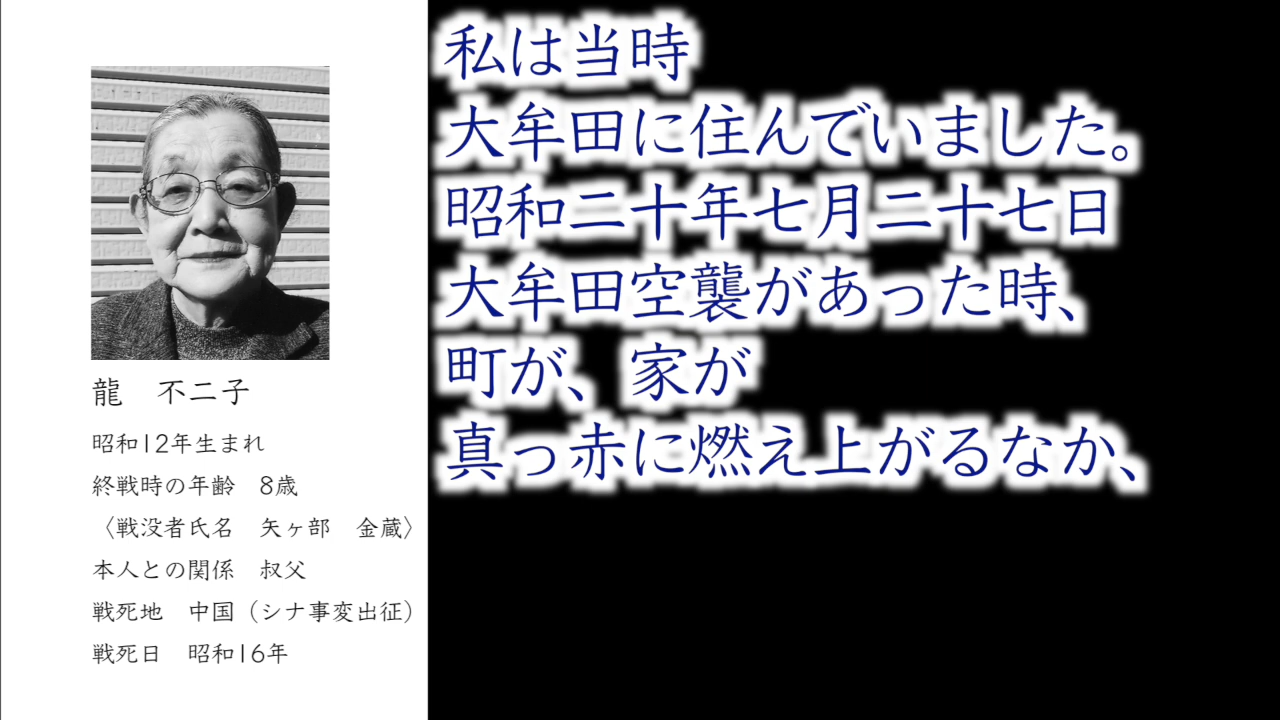 龍　不二子
昭和12年生まれ
終戦時の年齢　8歳
〈戦没者氏名　矢ヶ部　金蔵〉
本人との関係　叔父
戦死地　中国（シナ事変出征）
戦死日　昭和16年
私は当時
大牟田に住んでいました。
昭和二十年七月二十七日
大牟田空襲があった時、
町が、家が
真っ赤に燃え上がるなか、